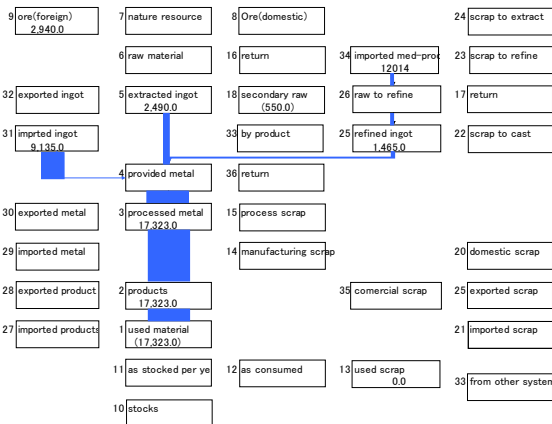 9 ore(foreign)
2,940.0
7 nature resource
8 Ore(domestic)
24 scrap to extract
6 raw material
16 return
34 imported med-proc
12014
23 scrap to refine
32 exported ingot
5 extracted ingot
2,490.0
18 secondary raw
(550.0)
26 raw to refine
17 return
31 imprted ingot
9,135.0
33 by product
25 refined ingot
1,465.0
22 scrap to cast
4 provided metal
36 return
30 exported metal
3 processed metal
17,323.0
15 process scrap
29 imported metal
14 manufacturing scrap
20 domestic scrap
28 exported product
2 products
17,323.0
35 comercial scrap
25 exported scrap
27 imported products
1 used material
(17,323.0)
21 imported scrap
11 as stocked per ye
12 as consumed
13 used scrap
0.0
33 from other system
10 stocks